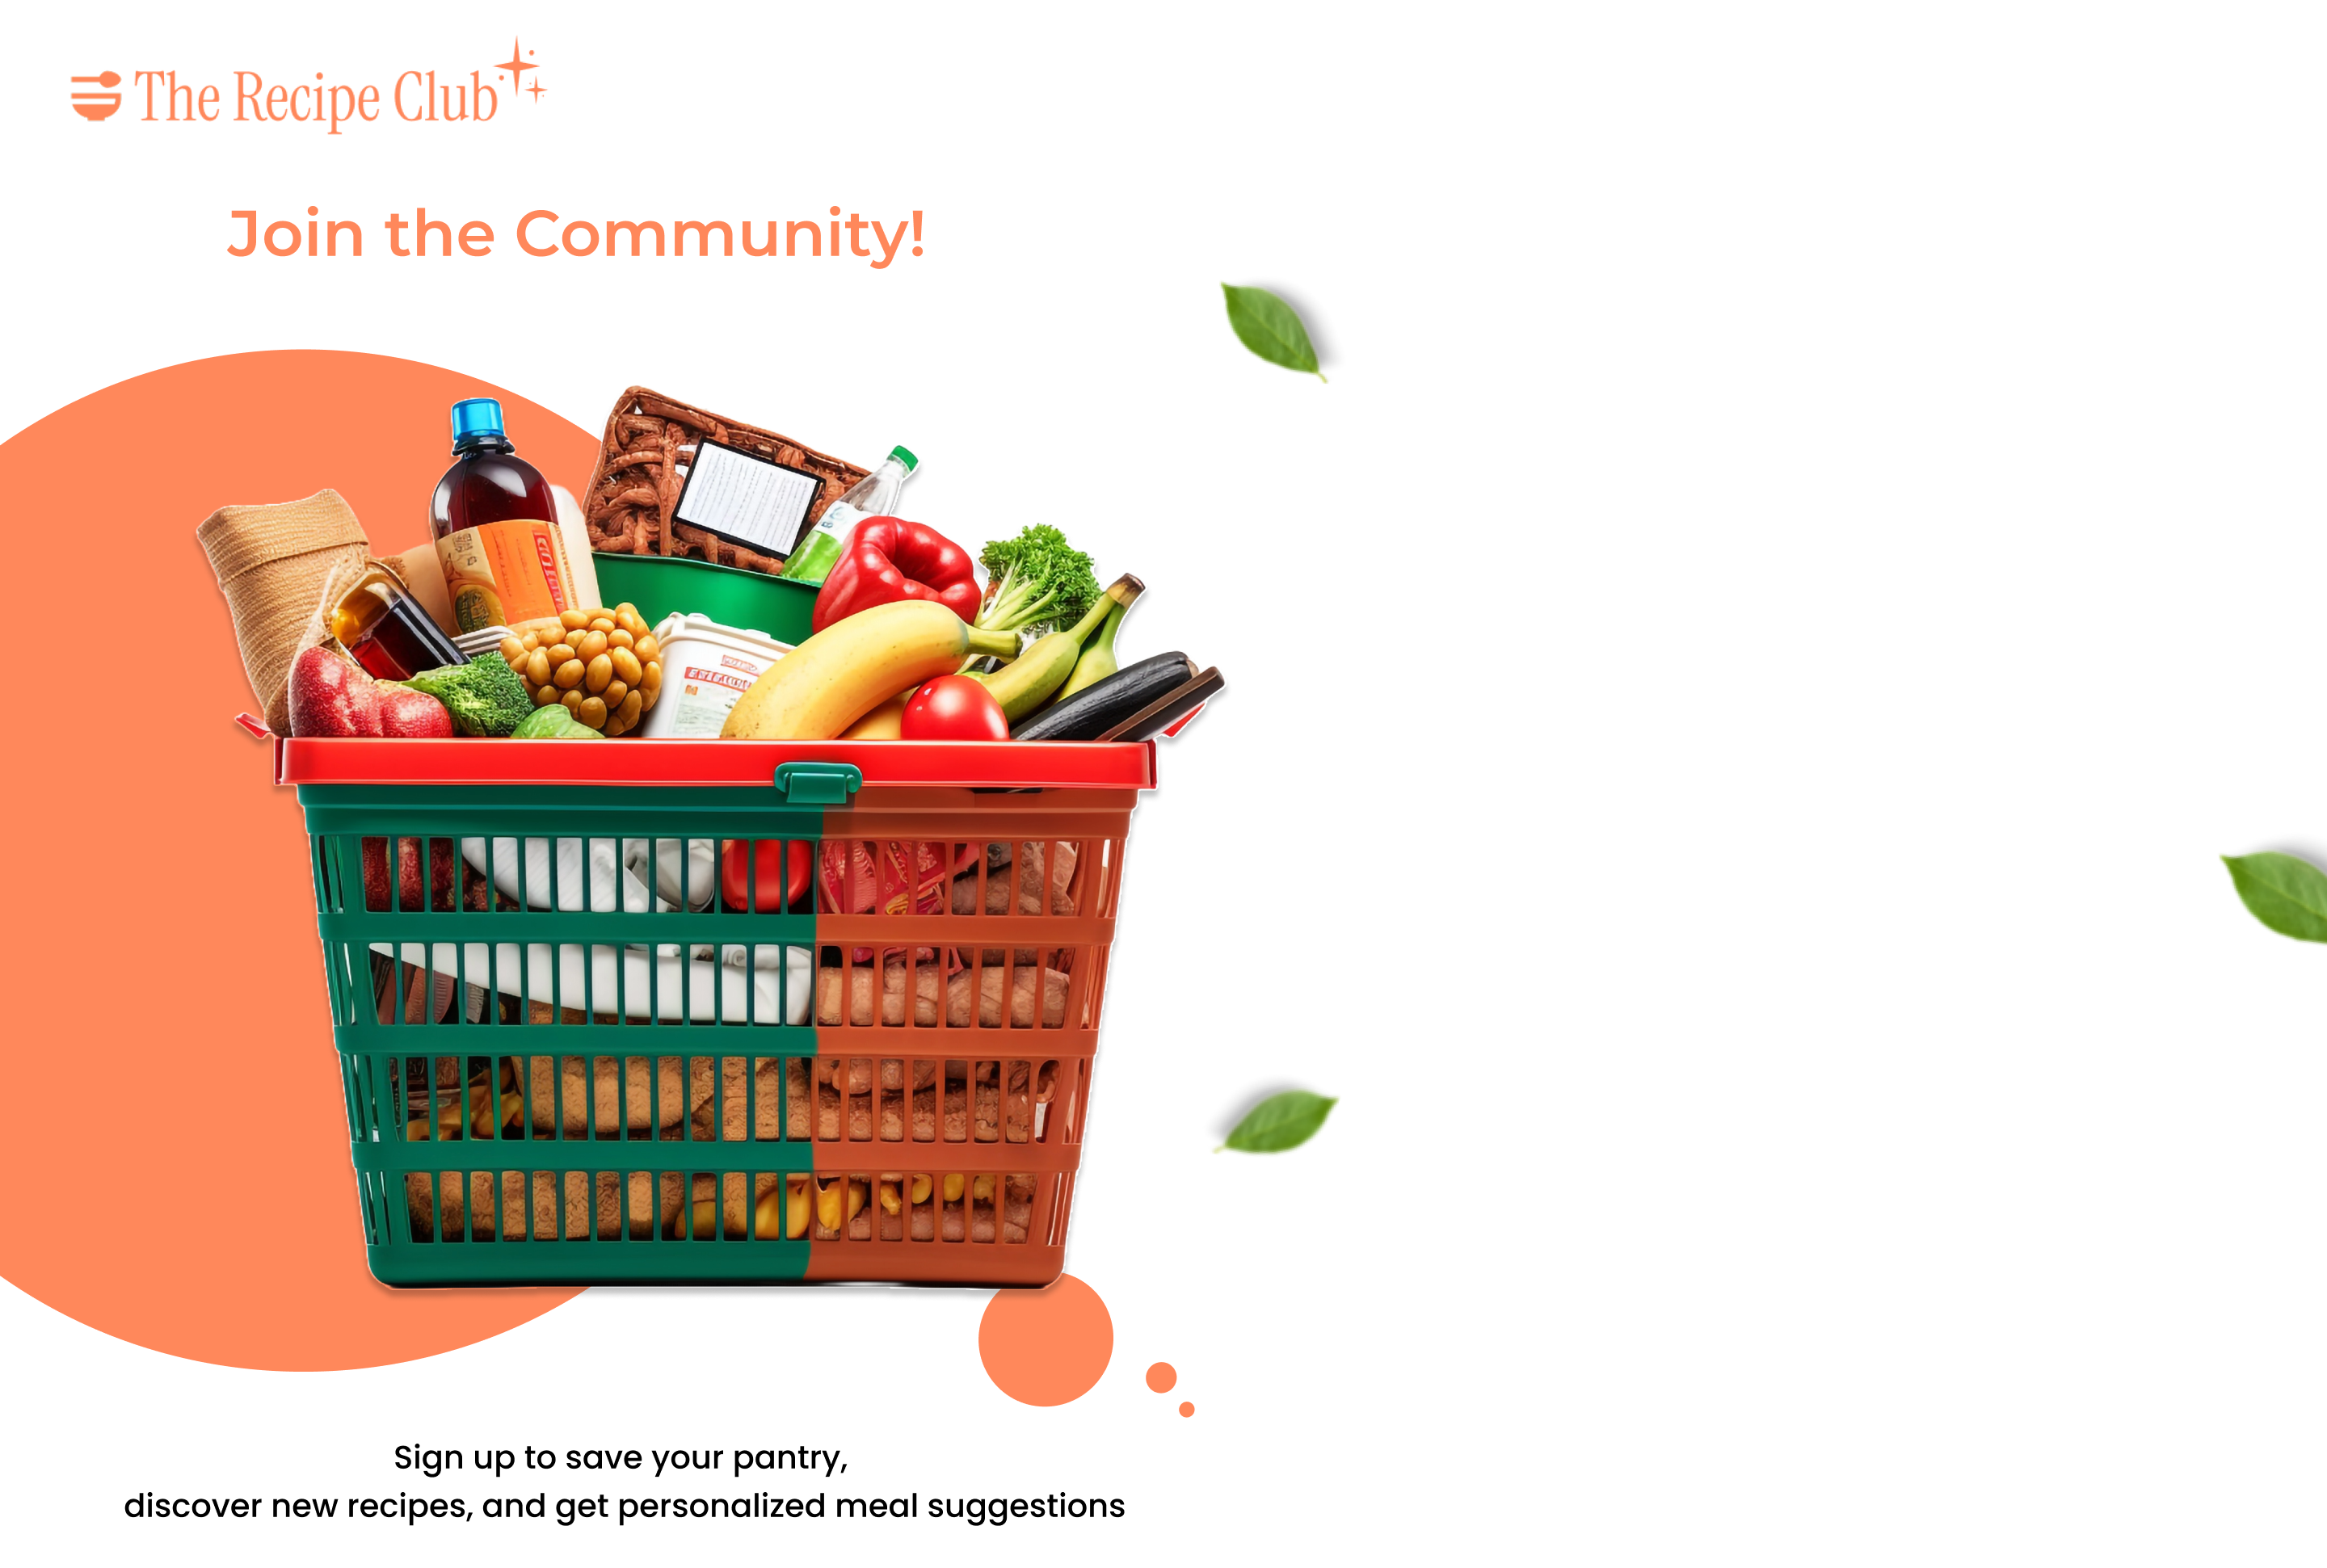 The Recipe Club
Join the Community!
Sign up to save your pantry,
discover new recipes, and get personalized meal suggestions